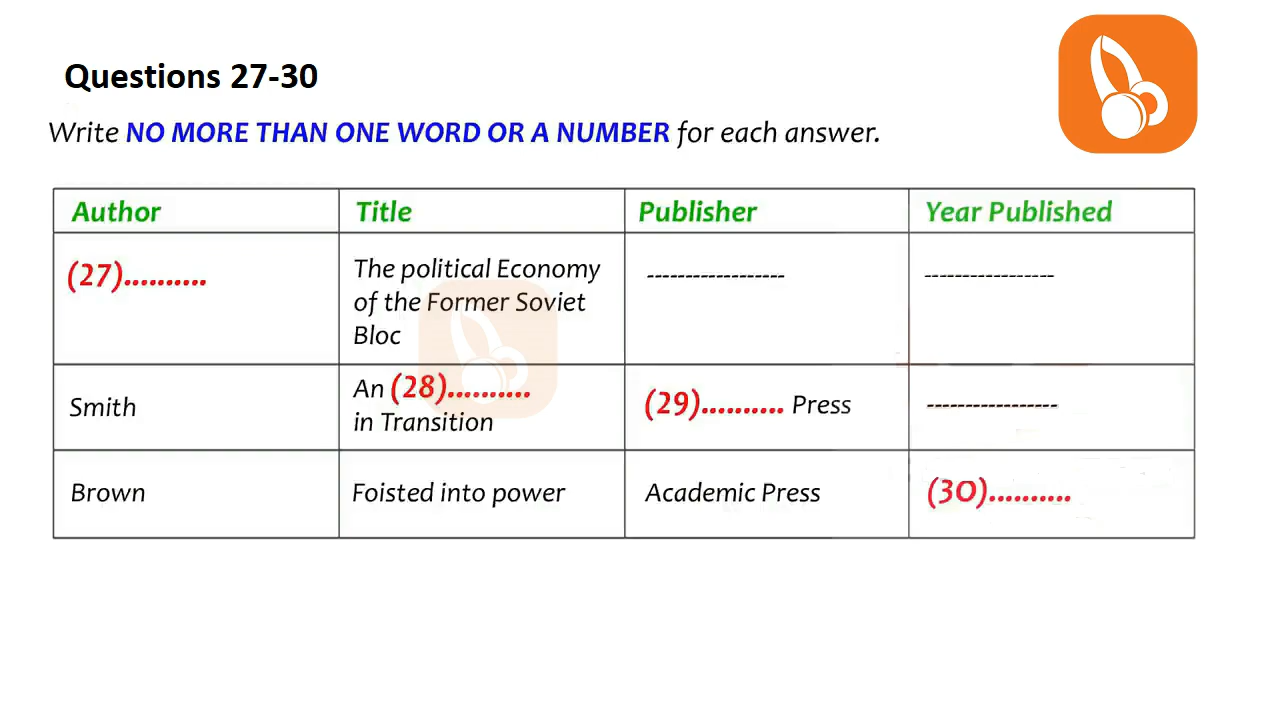 Questions 27-30
Write NO MORE THAN ONE WORD OR A NUMBER for each answer.
Author Title Publisher Year Published
(27).......... The political Economy ------------------ -----------------
of the Former Soviet
Bloc
Smith An (28).......... (29).......... Press -----------------
in Transition
Brown Foisted into power Academic Press (30)..........